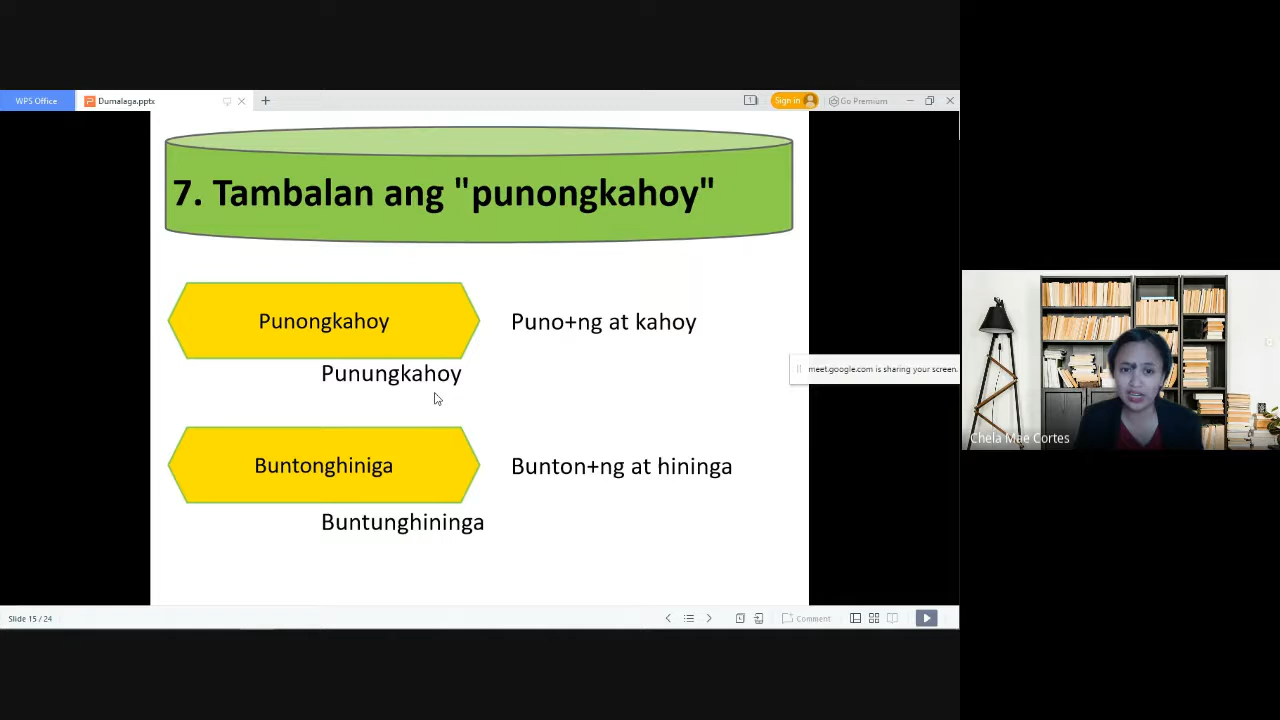 WPS Office
Dumalaga.pptx
1
Sign in
Go Premium
7. Tambalan ang "punongkahoy"
Punongkahoy
Puno+ng at kahoy
Punungkahoy
meet.google.com is sharing your screen.
Buntonghiniga
Bunton+ng at hininga
Buntunghininga
Chela Mae Cortes
Slide 15 / 24
Comment